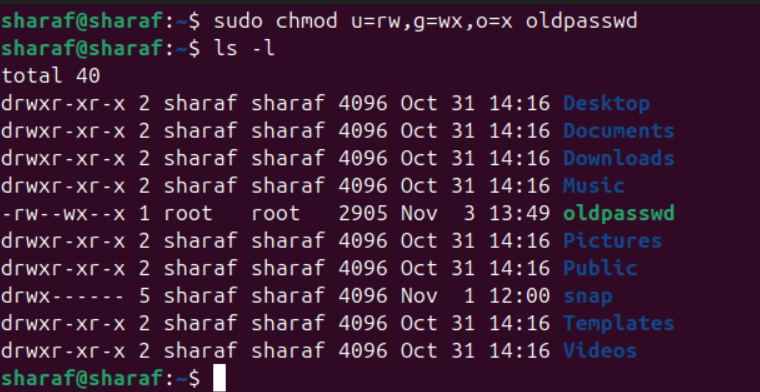 sharaf@sharaf:~$ sudo chmod u=rw,g=wx,o=x oldpasswd
sharaf@sharaf:~$ ls -l
total 40
drwxr-xr-x 2 sharaf sharaf 4096 Oct 31 14:16 Desktop
drwxr-xr-x 2 sharaf sharaf 4096 Oct 31 14:16 Documents
drwxr-xr-x 2 sharaf sharaf 4096 Oct 31 14:16 Downloads
drwxr-xr-x 2 sharaf sharaf 4096 Oct 31 14:16 Music
-rw--wx--x 1 root   root   2905 Nov  3 13:49 oldpasswd
drwxr-xr-x 2 sharaf sharaf 4096 Oct 31 14:16 Pictures
drwxr-xr-x 2 sharaf sharaf 4096 Oct 31 14:16 Public
drwx------ 5 sharaf sharaf 4096 Nov  1 12:00 snap
drwxr-xr-x 2 sharaf sharaf 4096 Oct 31 14:16 Templates
drwxr-xr-x 2 sharaf sharaf 4096 Oct 31 14:16 Videos
sharaf@sharaf:~$